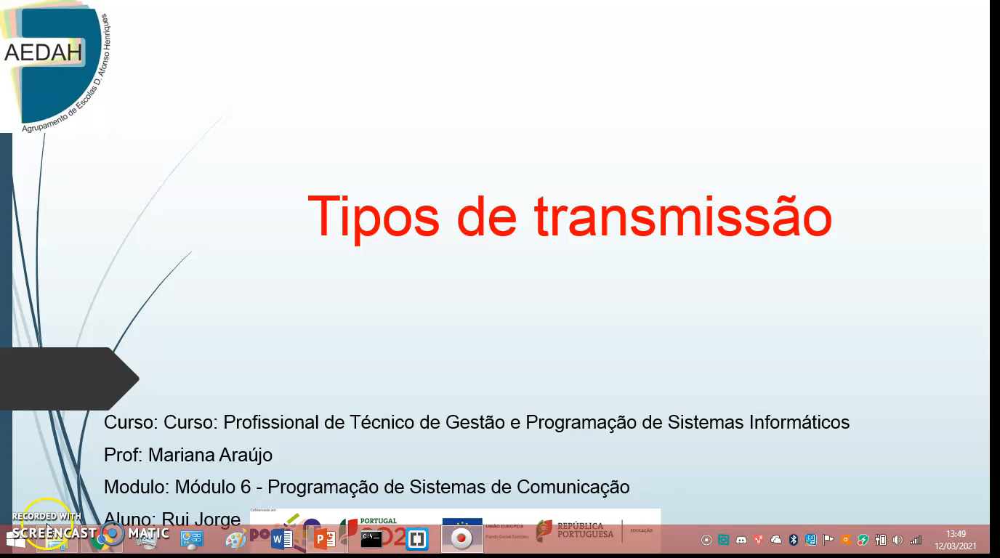 AEDAH
Agrupamento de Escolas D. Afonso Henriques
Tipos de transmissão
Curso: Curso: Profissional de Técnico de Gestão e Programação de Sistemas Informáticos
Prof: Mariana Araújo
Modulo: Módulo 6 - Programação de Sistemas de Comunicação
Aluno: Rui Jorge
Cofinanciado por:
PORTUGAL
UNIÃO EUROPEIA
Fundo Social Europeu
REPÚBLICA
PORTUGUESA
EDUCAÇÃO
RECORDED WITH
SCREENCAST MATIC
13:49
12/03/2021